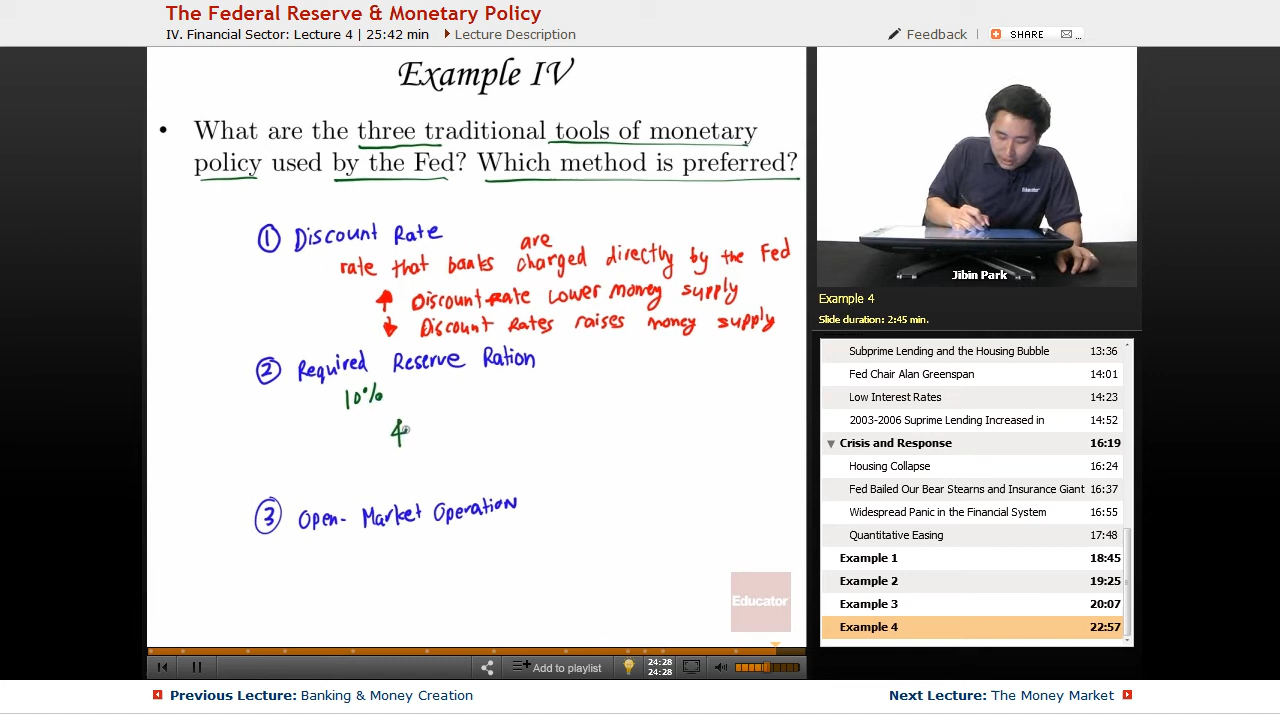 The Federal Reserve & Monetary Policy
IV. Financial Sector: Lecture 4 | 25:42 min
Lecture Description
Feedback
SHARE
Example IV
• What are the three traditional tools of monetary
policy used by the Fed? Which method is preferred?
① Discount Rate
are
rate that banks charged directly by the Fed
↑ Discount Rate Lower money supply
↓ Discount Rates raises money supply
② Required Reserve Ration
10%
4
③ Open-Market Operation
Educator
Educator
Jibin Park
Example 4
Slide duration: 2:45 min.
Subprime Lending and the Housing Bubble 13:36
Fed Chair Alan Greenspan 14:01
Low Interest Rates 14:23
2003-2006 Suprime Lending Increased in 14:52
Crisis and Response 16:19
Housing Collapse 16:24
Fed Bailed Our Bear Stearns and Insurance Giant 16:37
Widespread Panic in the Financial System 16:55
Quantitative Easing 17:48
Example 1 18:45
Example 2 19:25
Example 3 20:07
Example 4 22:57
Add to playlist
24:28
24:28
Previous Lecture: Banking & Money Creation
Next Lecture: The Money Market